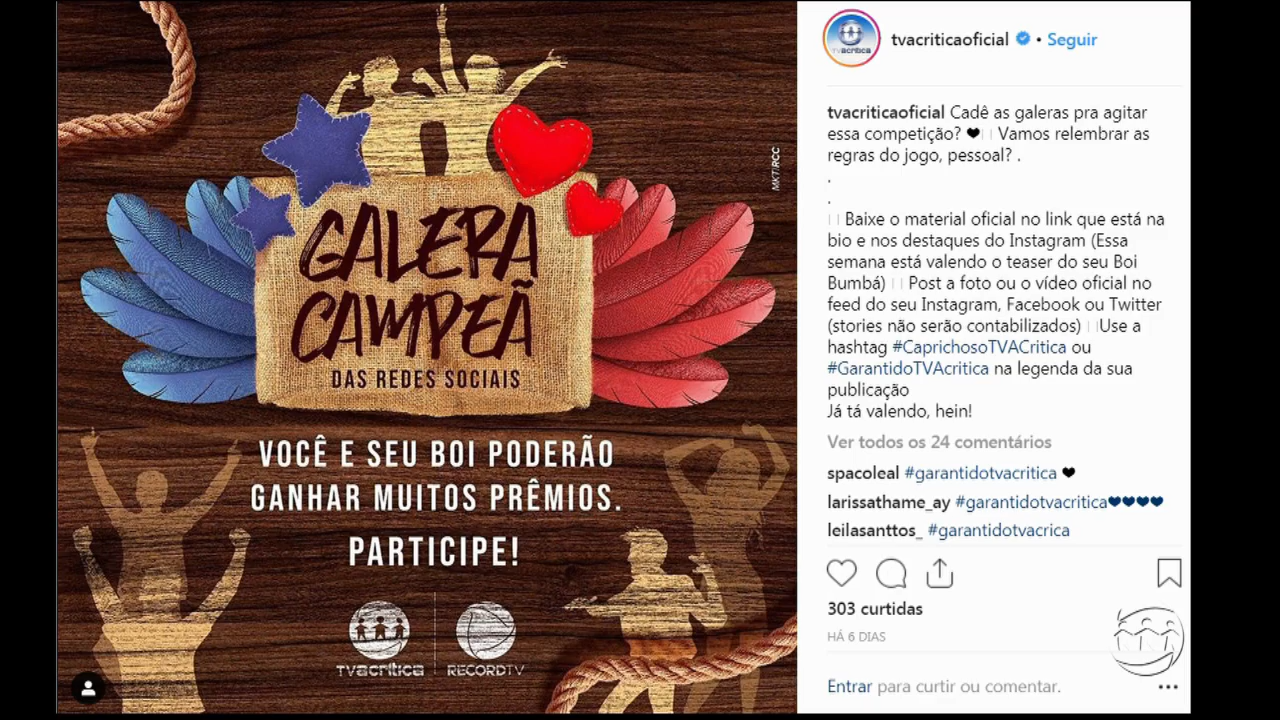 MKT/RCC
GALERA
CAMPEÃ
DAS REDES SOCIAIS
VOCÊ E SEU BOI PODERÃO
GANHAR MUITOS PRÊMIOS.
PARTICIPE!
TVacrítica
RECORDTV
tvacritica
tvacriticaoficial • Seguir
tvacriticaoficial Cadê as galeras pra agitar
essa competição? ❤ Vamos relembrar as
regras do jogo, pessoal? .
.
.
Baixe o material oficial no link que está na
bio e nos destaques do Instagram (Essa
semana está valendo o teaser do seu Boi
Bumbá) Post a foto ou o vídeo oficial no
feed do seu Instagram, Facebook ou Twitter
(stories não serão contabilizados) Use a
hashtag #CaprichosoTVACritica ou
#GarantidoTVAcritica na legenda da sua
publicação
Já tá valendo, hein!
Ver todos os 24 comentários
spacoleal #garantidotvacritica ❤
larissathame_ay #garantidotvacritica❤❤❤❤
leilasanttos_ #garantidotvacrica
303 curtidas
HÁ 6 DIAS
Entrar para curtir ou comentar.